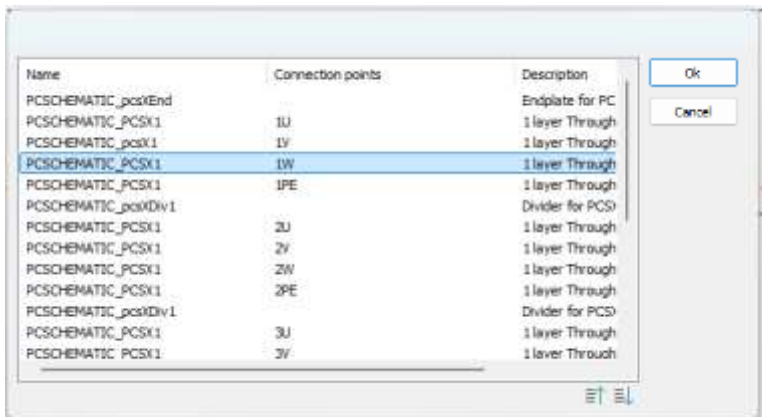 Name Connection points Description
PCSCHEMATIC_pcsXEnd Endplate for PC
PCSCHEMATIC_PCSX1 1U 1 layer Through
PCSCHEMATIC_pcsX1 1V 1 layer Through
PCSCHEMATIC_PCSX1 1W 1 layer Through
PCSCHEMATIC_PCSX1 1PE 1 layer Through
PCSCHEMATIC_pcsXDiv1 Divider for PCSX
PCSCHEMATIC_PCSX1 2U 1 layer Through
PCSCHEMATIC_PCSX1 2V 1 layer Through
PCSCHEMATIC_PCSX1 2W 1 layer Through
PCSCHEMATIC_PCSX1 2PE 1 layer Through
PCSCHEMATIC_pcsXDiv1 Divider for PCSX
PCSCHEMATIC_PCSX1 3U 1 layer Through
PCSCHEMATIC_PCSX1 3V 1 layer Through
Ok
Cancel